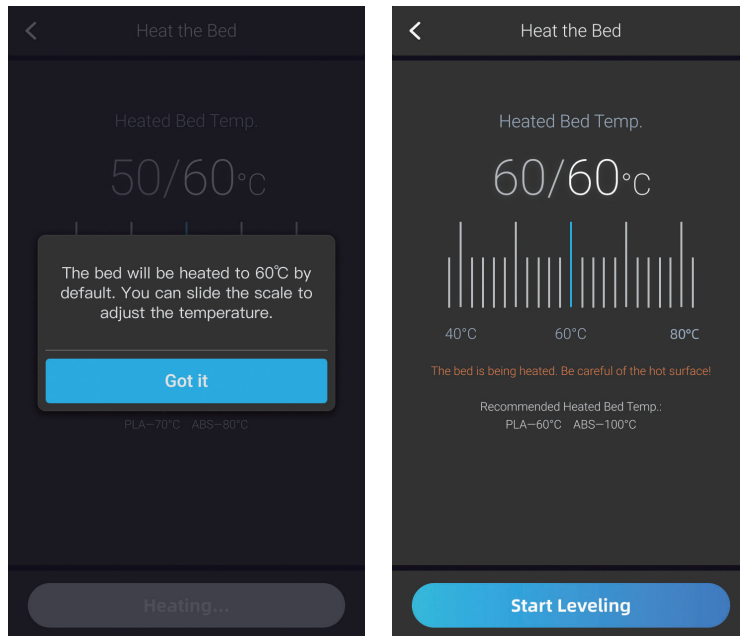 Heat the Bed
Heated Bed Temp.
50/60°C
The bed will be heated to 60℃ by
default. You can slide the scale to
adjust the temperature.
Got it
PLA—70°C ABS—80°C
Heating...
Heat the Bed
Heated Bed Temp.
60/60°C
40°C 60°C 80°C
The bed is being heated. Be careful of the hot surface!
Recommended Heated Bed Temp.:
PLA—60°C ABS—100°C
Start Leveling